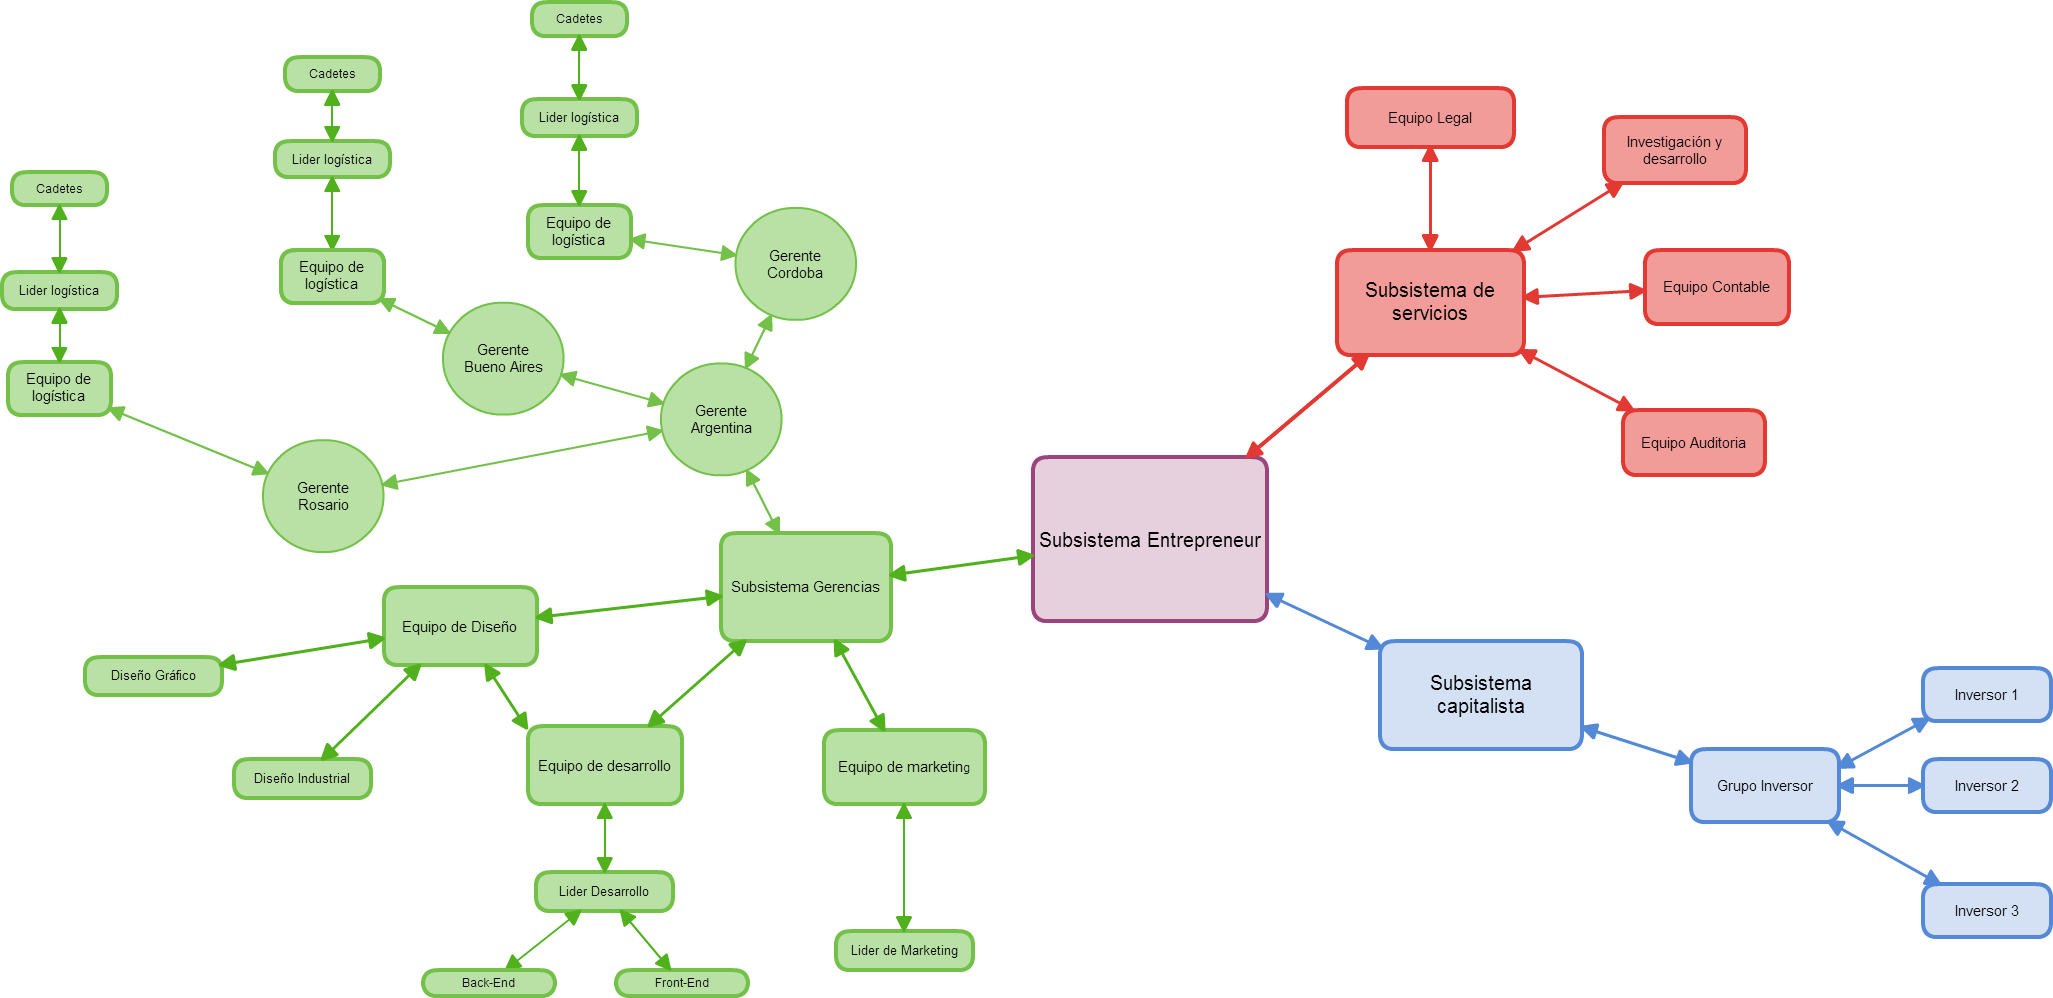 Cadetes
Cadetes
Equipo Legal
Lider logística
Investigación y
desarrollo
Lider logística
Cadetes
Equipo de
logística
Gerente
Cordoba
Equipo de
logística
Lider logística
Subsistema de
servicios
Equipo Contable
Gerente
Bueno Aires
Equipo de
logística
Gerente
Argentina
Equipo Auditoria
Gerente
Rosario
Subsistema Entrepreneur
Subsistema Gerencias
Equipo de Diseño
Diseño Gráfico
Subsistema
capitalista
Inversor 1
Diseño Industrial
Equipo de desarrollo
Equipo de marketing
Grupo Inversor
Inversor 2
Lider Desarrollo
Inversor 3
Lider de Marketing
Back-End
Front-End